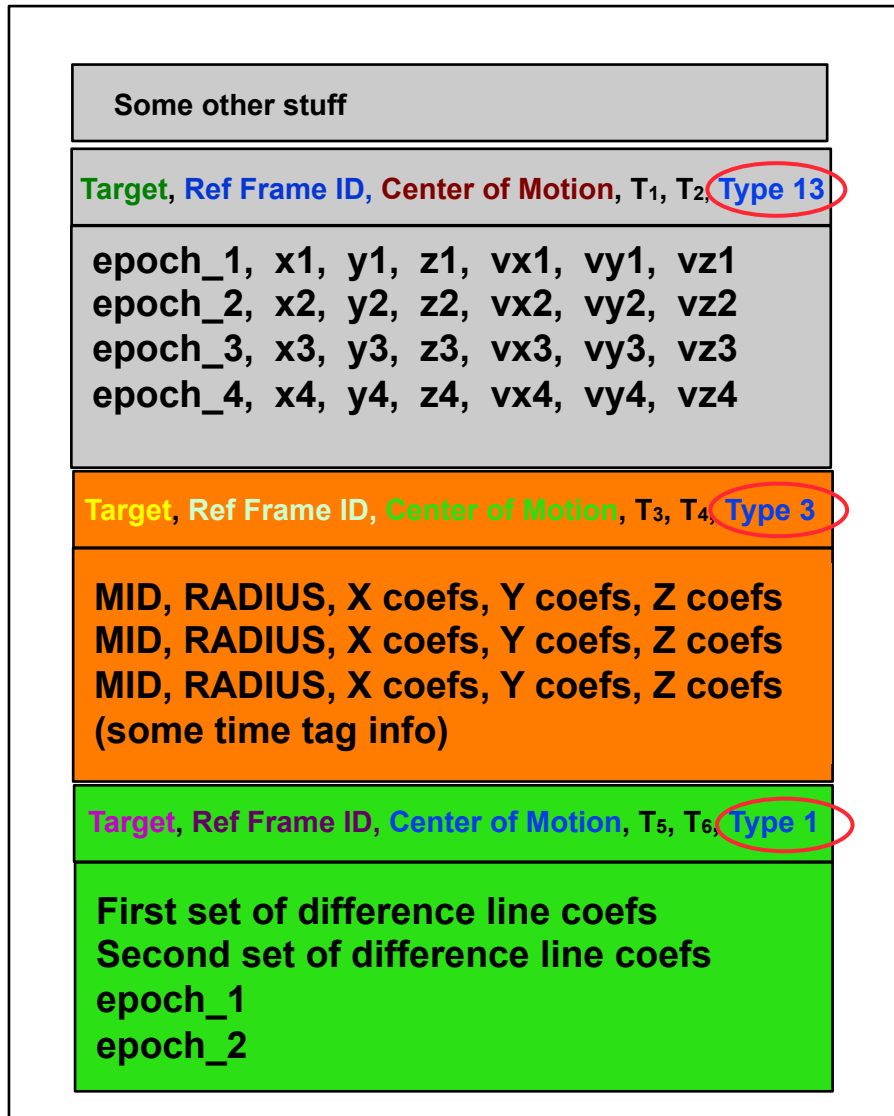 Some other stuff
Target, Ref Frame ID, Center of Motion, T₁, T₂, Type 13
epoch_1, x1, y1, z1, vx1, vy1, vz1
epoch_2, x2, y2, z2, vx2, vy2, vz2
epoch_3, x3, y3, z3, vx3, vy3, vz3
epoch_4, x4, y4, z4, vx4, vy4, vz4
Target, Ref Frame ID, Center of Motion, T₃, T₄, Type 3
MID, RADIUS, X coefs, Y coefs, Z coefs
MID, RADIUS, X coefs, Y coefs, Z coefs
MID, RADIUS, X coefs, Y coefs, Z coefs
(some time tag info)
Target, Ref Frame ID, Center of Motion, T₅, T₆, Type 1
First set of difference line coefs
Second set of difference line coefs
epoch_1
epoch_2